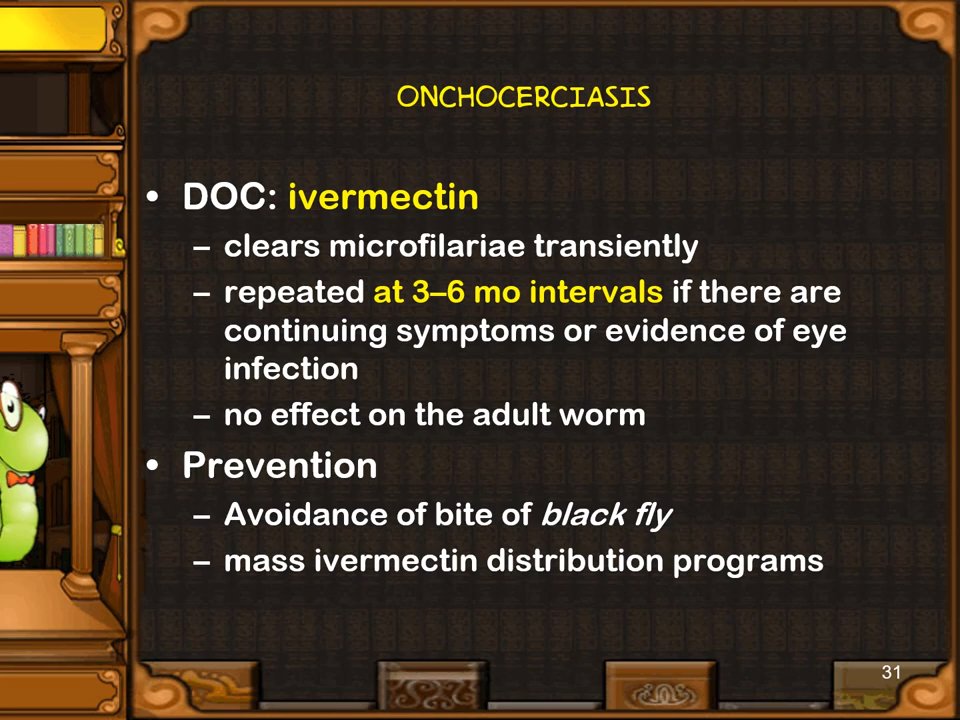 ONCHOCERCIASIS
• DOC: ivermectin
– clears microfilariae transiently
– repeated at 3–6 mo intervals if there are
continuing symptoms or evidence of eye
infection
– no effect on the adult worm
• Prevention
– Avoidance of bite of black fly
– mass ivermectin distribution programs
31